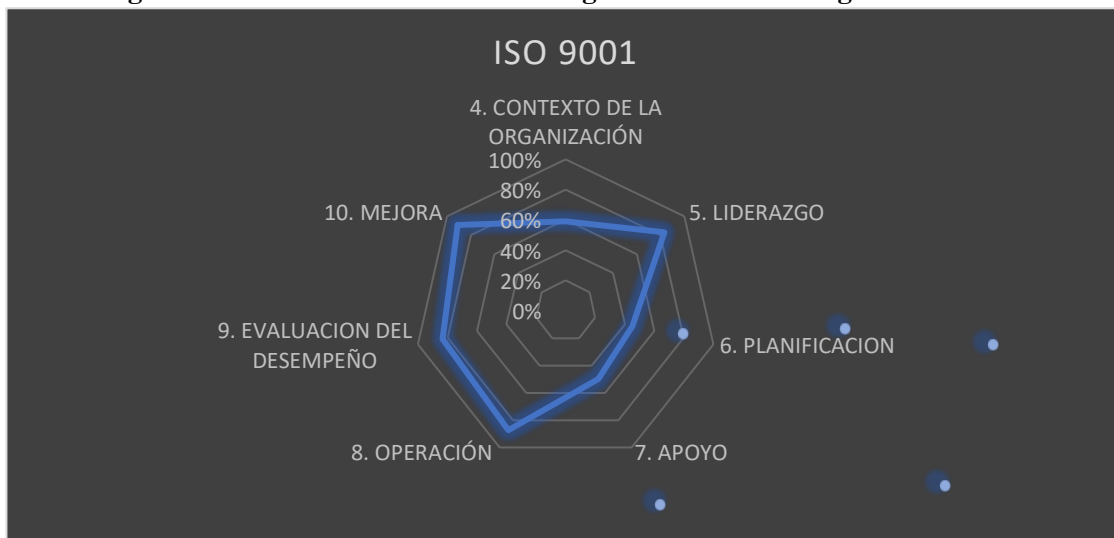 ISO 9001
4. CONTEXTO DE LA
ORGANIZACIÓN
100%
80%
60%
40%
20%
0%
5. LIDERAZGO
6. PLANIFICACION
7. APOYO
8. OPERACIÓN
9. EVALUACION DEL
DESEMPEÑO
10. MEJORA